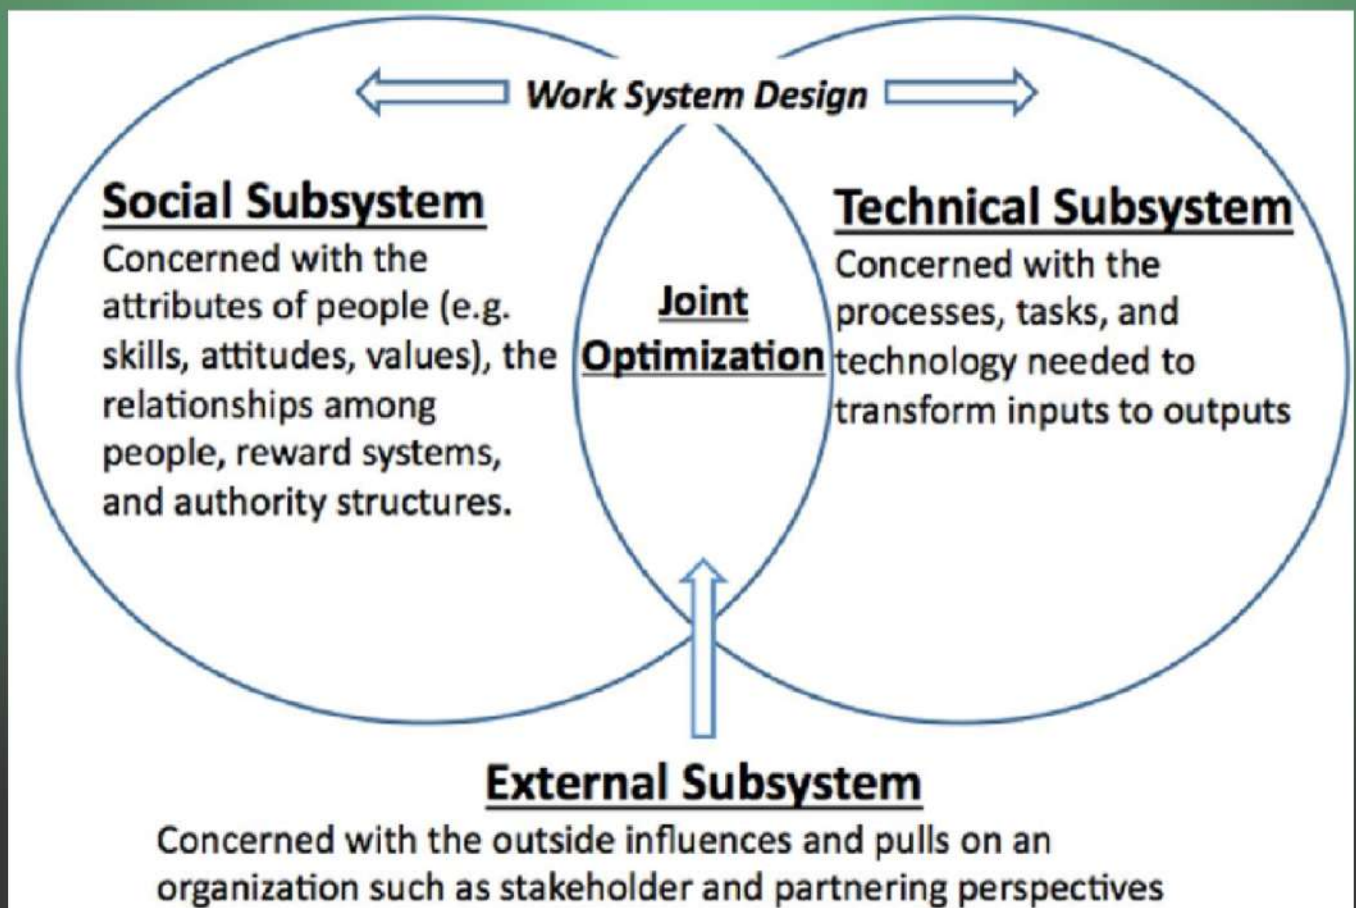 Work System Design
Social Subsystem
Concerned with the
attributes of people (e.g.
skills, attitudes, values), the
relationships among
people, reward systems,
and authority structures.
Joint
Optimization
Technical Subsystem
Concerned with the
processes, tasks, and
technology needed to
transform inputs to outputs
External Subsystem
Concerned with the outside influences and pulls on an
organization such as stakeholder and partnering perspectives